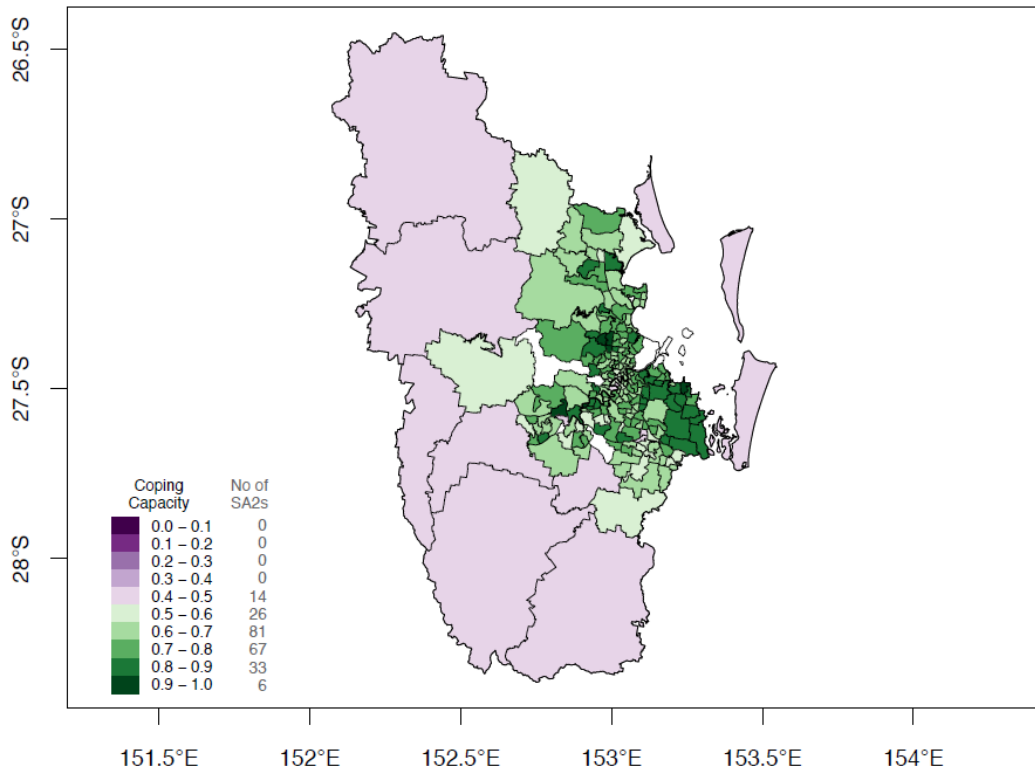 26.5°S
27°S
27.5°S
28°S
Coping Capacity No of SA2s
0.0 – 0.1 0
0.1 – 0.2 0
0.2 – 0.3 0
0.3 – 0.4 0
0.4 – 0.5 14
0.5 – 0.6 26
0.6 – 0.7 81
0.7 – 0.8 67
0.8 – 0.9 33
0.9 – 1.0 6
151.5°E 152°E 152.5°E 153°E 153.5°E 154°E